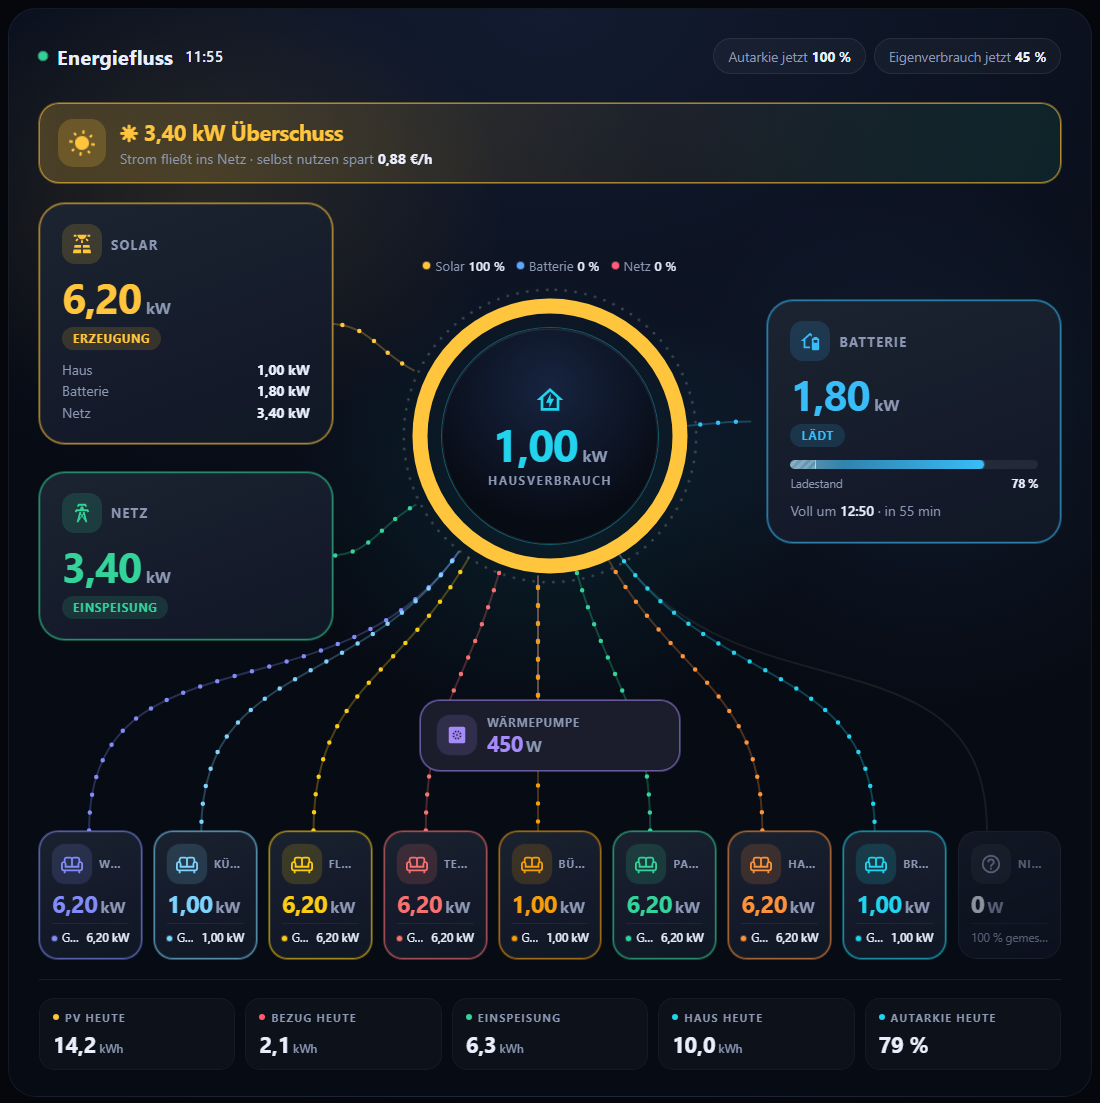 Energiefluss 11:55
Autarkie jetzt 100 %
Eigenverbrauch jetzt 45 %
☀ 3,40 kW Überschuss
Strom fließt ins Netz · selbst nutzen spart 0,88 €/h
SOLAR
6,20 kW
ERZEUGUNG
Haus 1,00 kW
Batterie 1,80 kW
Netz 3,40 kW
Solar 100 % Batterie 0 % Netz 0 %
1,00 kW
HAUSVERBRAUCH
BATTERIE
1,80 kW
LÄDT
Ladestand 78 %
Voll um 12:50 · in 55 min
NETZ
3,40 kW
EINSPEISUNG
WÄRMEPUMPE
450 W
W...
6,20 kW
G... 6,20 kW
KÜ...
1,00 kW
G... 1,00 kW
FL...
6,20 kW
G... 6,20 kW
TE...
6,20 kW
G... 6,20 kW
BÜ...
1,00 kW
G... 1,00 kW
PA...
6,20 kW
G... 6,20 kW
HA...
6,20 kW
G... 6,20 kW
BR...
1,00 kW
G... 1,00 kW
NI...
0 W
100 % gemes...
PV HEUTE
14,2 kWh
BEZUG HEUTE
2,1 kWh
EINSPEISUNG
6,3 kWh
HAUS HEUTE
10,0 kWh
AUTARKIE HEUTE
79 %